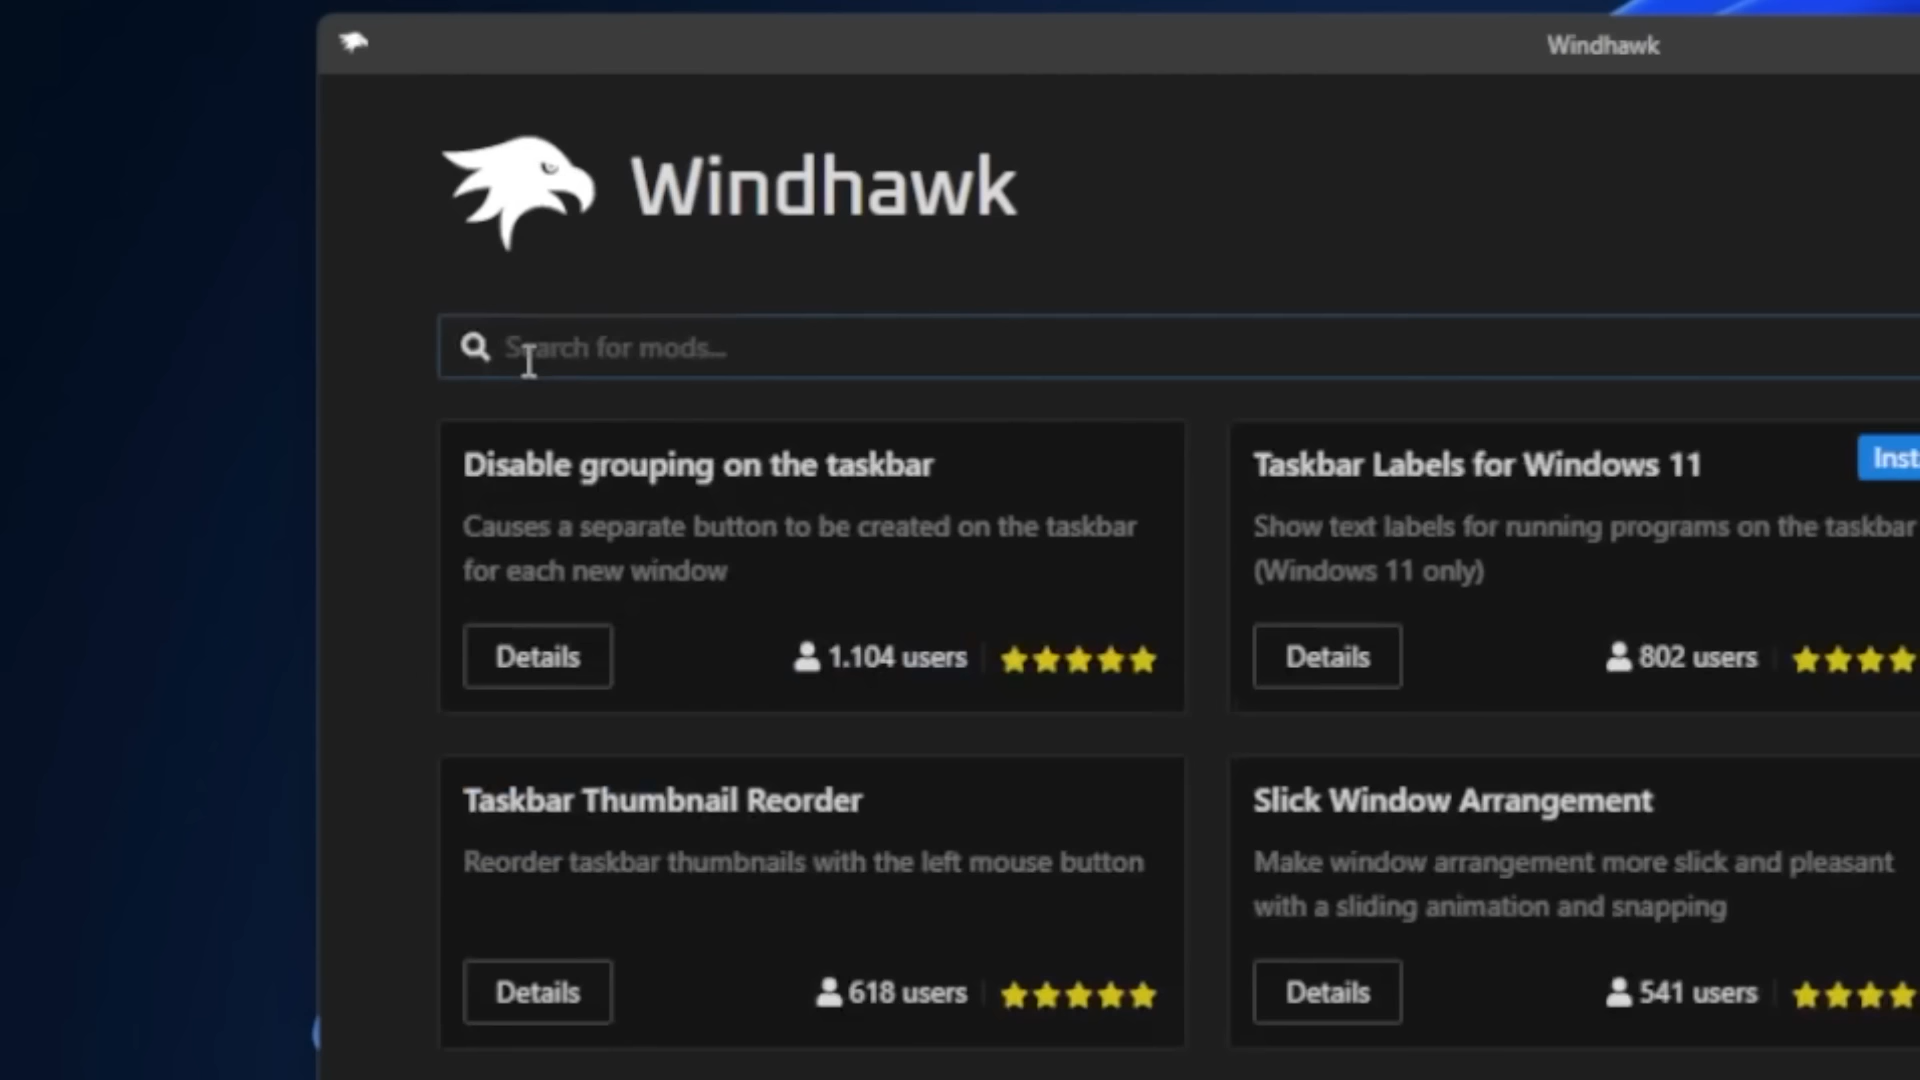 Windhawk
Windhawk
Search for mods...
Disable grouping on the taskbar
Causes a separate button to be created on the taskbar
for each new window
Details
1.104 users
Taskbar Labels for Windows 11
Inst
Show text labels for running programs on the taskbar
(Windows 11 only)
Details
802 users
Taskbar Thumbnail Reorder
Reorder taskbar thumbnails with the left mouse button
Details
618 users
Slick Window Arrangement
Make window arrangement more slick and pleasant
with a sliding animation and snapping
Details
541 users